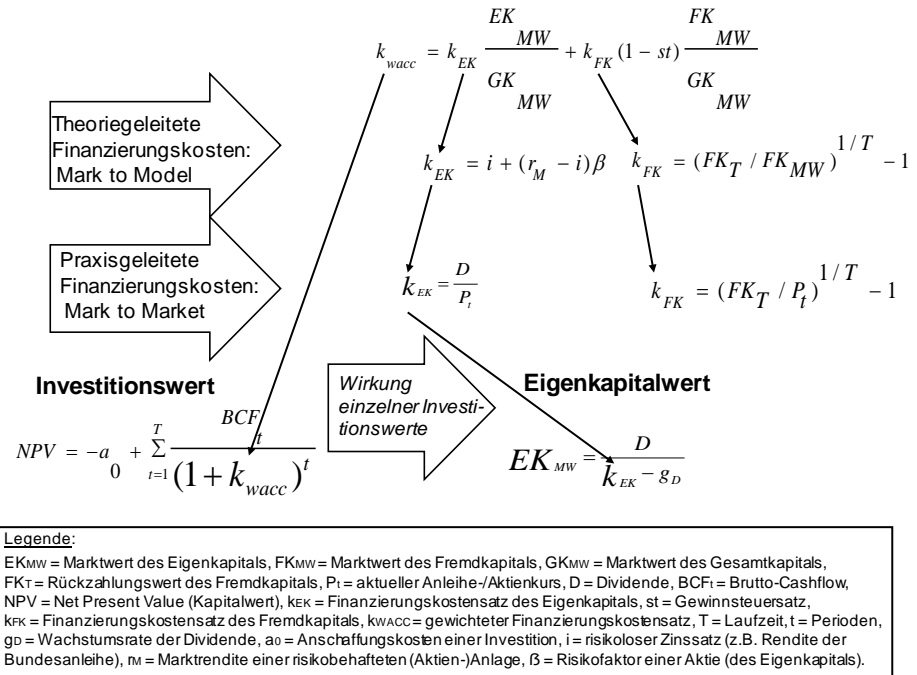 k_wacc = k_EK EK_MW / GK_MW + k_FK (1 − st) FK_MW / GK_MW
Theoriegeleitete
Finanzierungskosten:
Mark to Model
k_EK = i + (r_M − i)β
k_FK = (FK_T / FK_MW)^1/T − 1
Praxisgeleitete
Finanzierungskosten:
Mark to Market
k_EK = D / P_t
k_FK = (FK_T / P_t)^1/T − 1
Investitionswert
Wirkung
einzelner Investi-
tionswerte
Eigenkapitalwert
NPV = −a_0 + Σ_t=1^T BCF_t / (1 + k_wacc)^t
EK_MW = D / k_EK − g_D
Legende:
EKMW = Marktwert des Eigenkapitals, FKMW = Marktwert des Fremdkapitals, GKMW = Marktwert des Gesamtkapitals,
FKT = Rückzahlungswert des Fremdkapitals, Pt = aktueller Anleihe-/Aktienkurs, D = Dividende, BCFt = Brutto-Cashflow,
NPV = Net Present Value (Kapitalwert), kEK = Finanzierungskostensatz des Eigenkapitals, st = Gewinnsteuersatz,
kFK = Finanzierungskostensatz des Fremdkapitals, kWACC = gewichteter Finanzierungskostensatz, T = Laufzeit, t = Perioden,
gD = Wachstumsrate der Dividende, a0 = Anschaffungskosten einer Investition, i = risikoloser Zinssatz (z.B. Rendite der
Bundesanleihe), rM = Marktrendite einer risikobehafteten (Aktien-)Anlage, ß = Risikofaktor einer Aktie (des Eigenkapitals).